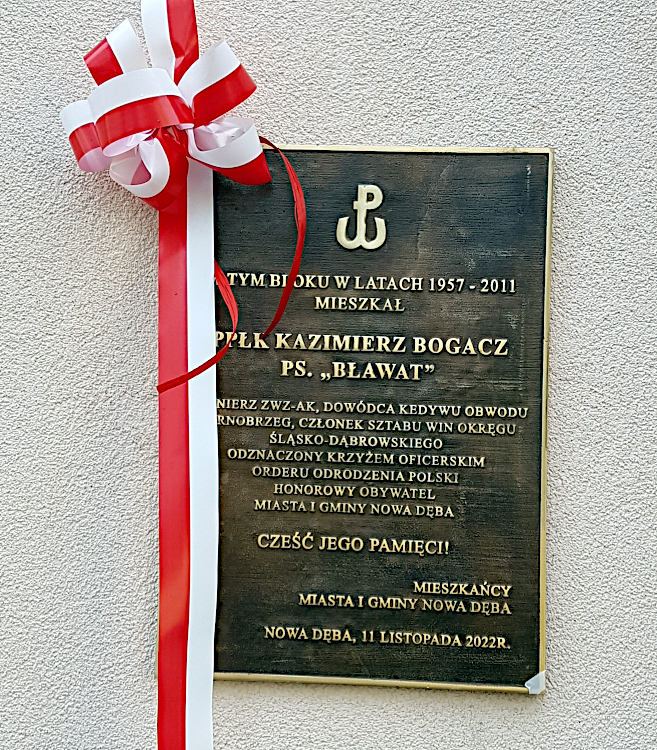 TYM BLOKU W LATACH 1957 - 2011
MIESZKAŁ
PPŁK KAZIMIERZ BOGACZ
PS. „BŁAWAT”
NIERZ ZWZ-AK, DOWÓDCA KEDYWU OBWODU
RNOBRZEG, CZŁONEK SZTABU WIN OKRĘGU
ŚLĄSKO-DĄBROWSKIEGO
ODZNACZONY KRZYŻEM OFICERSKIM
ORDERU ODRODZENIA POLSKI
HONOROWY OBYWATEL
MIASTA I GMINY NOWA DĘBA
CZEŚĆ JEGO PAMIĘCI!
MIESZKAŃCY
MIASTA I GMINY NOWA DĘBA
NOWA DĘBA, 11 LISTOPADA 2022R.